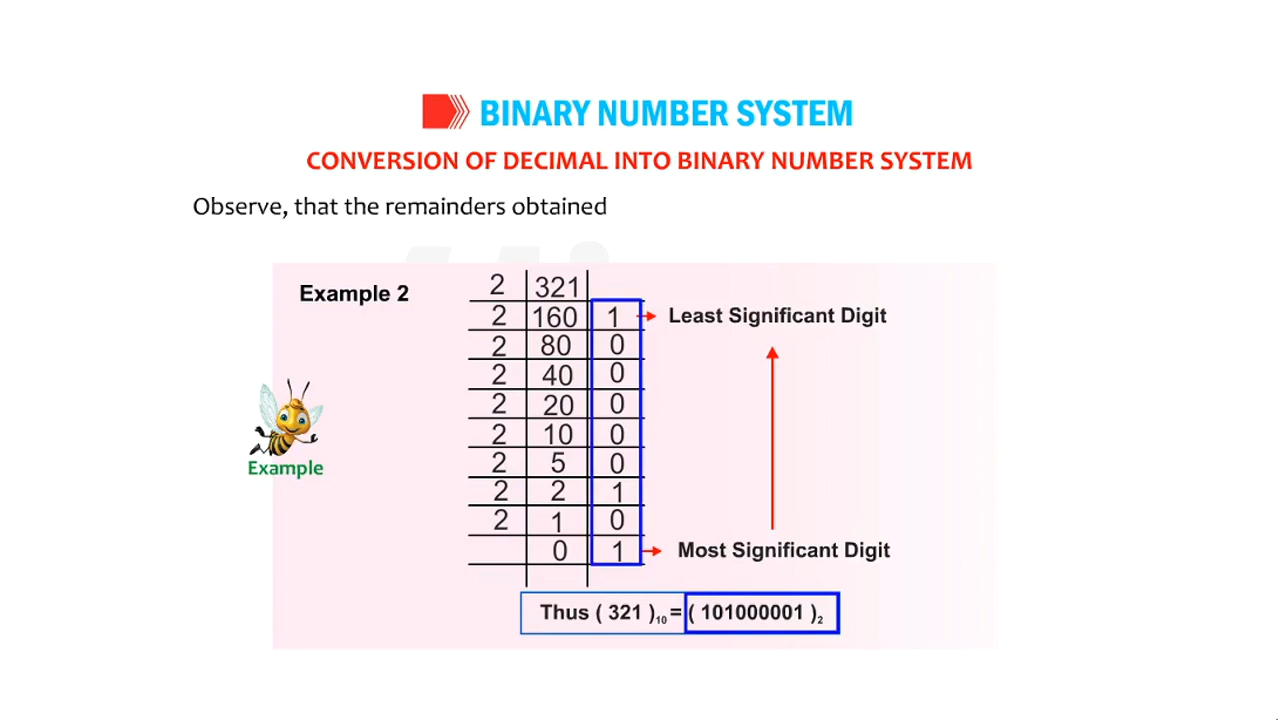 BINARY NUMBER SYSTEM
CONVERSION OF DECIMAL INTO BINARY NUMBER SYSTEM
Observe, that the remainders obtained
Example 2
2 321
2 160 1 Least Significant Digit
2 80 0
2 40 0
2 20 0
2 10 0
2 5 0
2 2 1
2 1 0
0 1 Most Significant Digit
Example
Thus ( 321 )₁₀ = ( 101000001 )₂